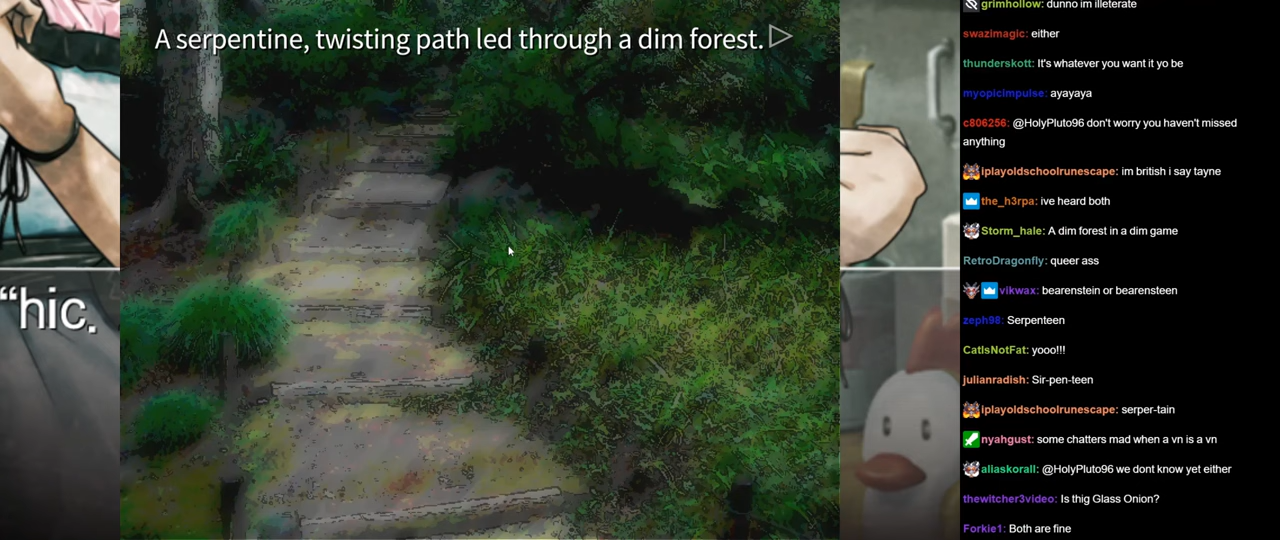 A serpentine, twisting path led through a dim forest.
"hic.
grimhollow: dunno im illeterate
swazimagic: either
thunderskott: It's whatever you want it yo be
myopicimpulse: ayayaya
c806256: @HolyPluto96 don't worry you haven't missed
anything
iplayoldschoolrunescape: im british i say tayne
the_h3rpa: ive heard both
Storm_hale: A dim forest in a dim game
RetroDragonfly: queer ass
vikwax: bearenstein or bearensteen
zeph98: Serpenteen
CatIsNotFat: yooo!!!
julianradish: Sir-pen-teen
iplayoldschoolrunescape: serper-tain
nyahgust: some chatters mad when a vn is a vn
aliaskorall: @HolyPluto96 we dont know yet either
thewitcher3video: Is thig Glass Onion?
Forkie1: Both are fine